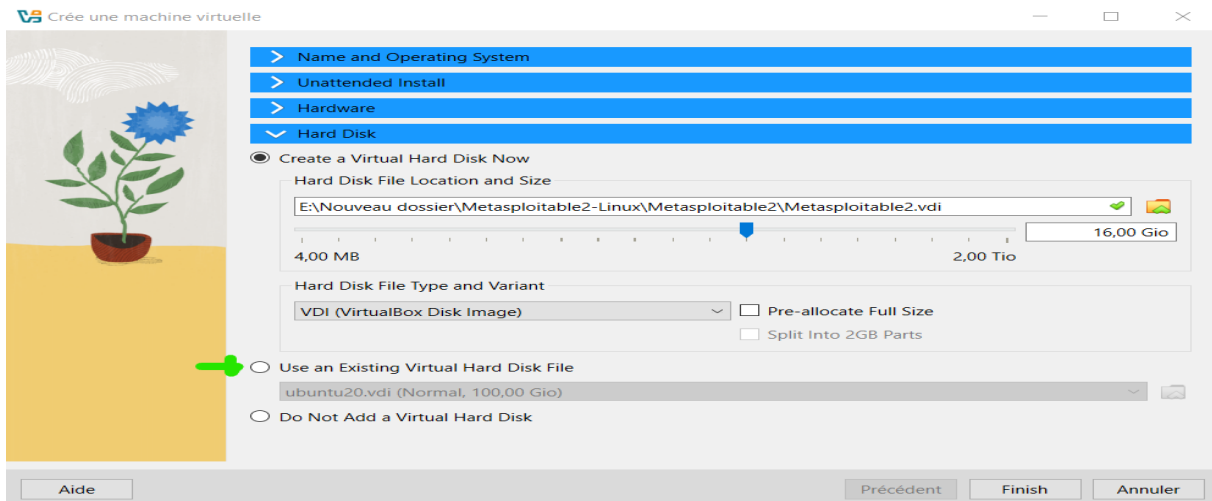 Crée une machine virtuelle
Name and Operating System
Unattended Install
Hardware
Hard Disk
Create a Virtual Hard Disk Now
Hard Disk File Location and Size
E:\Nouveau dossier\Metasploitable2-Linux\Metasploitable2\Metasploitable2.vdi
16,00 Gio
4,00 MB 2,00 Tio
Hard Disk File Type and Variant
VDI (VirtualBox Disk Image) Pre-allocate Full Size
Split Into 2GB Parts
Use an Existing Virtual Hard Disk File
ubuntu20.vdi (Normal, 100,00 Gio)
Do Not Add a Virtual Hard Disk
Aide Précédent Finish Annuler